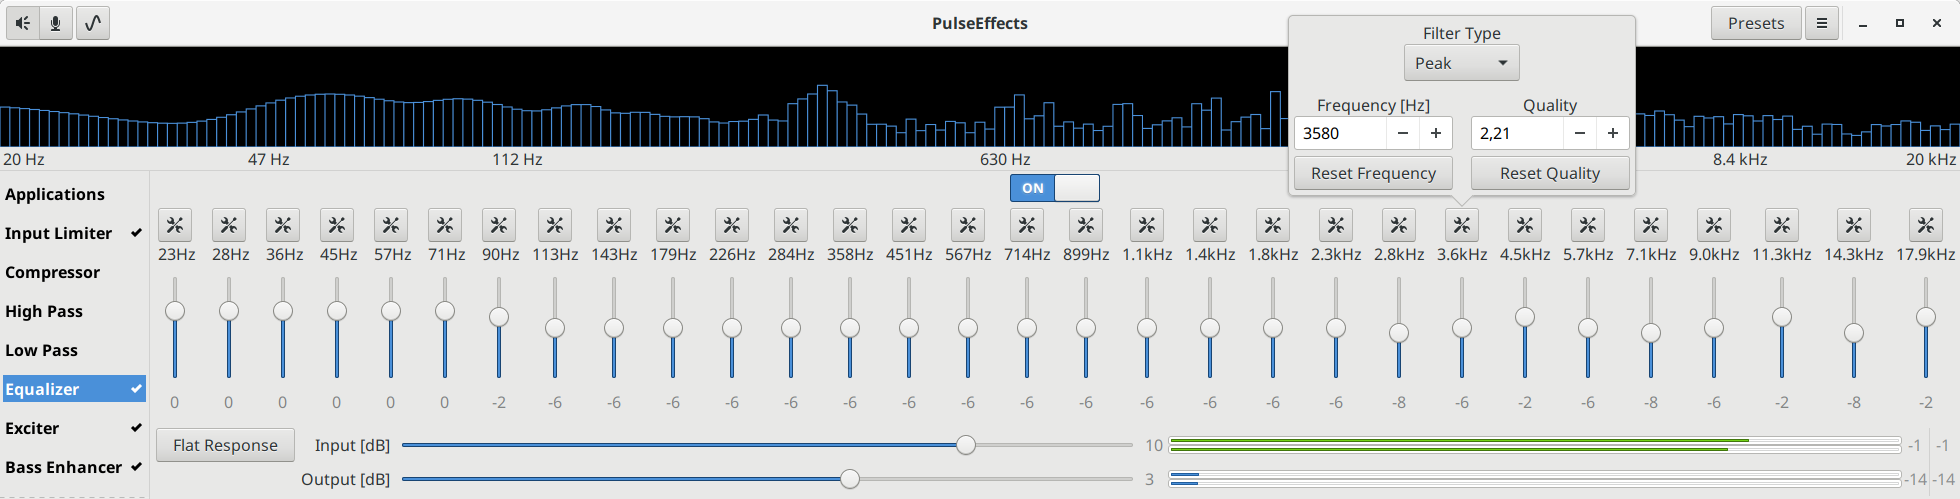 PulseEffects
Presets
Filter Type
Peak
Frequency [Hz] Quality
3580 − + 2,21 − +
Reset Frequency Reset Quality
20 Hz 47 Hz 112 Hz 630 Hz 8.4 kHz 20 kHz
ON
Applications
Input Limiter
Compressor
High Pass
Low Pass
Equalizer
Exciter
Bass Enhancer
23Hz 28Hz 36Hz 45Hz 57Hz 71Hz 90Hz 113Hz 143Hz 179Hz 226Hz 284Hz 358Hz 451Hz 567Hz 714Hz 899Hz 1.1kHz 1.4kHz 1.8kHz 2.3kHz 2.8kHz 3.6kHz 4.5kHz 5.7kHz 7.1kHz 9.0kHz 11.3kHz 14.3kHz 17.9kHz
0 0 0 0 0 0 -2 -6 -6 -6 -6 -6 -6 -6 -6 -6 -6 -6 -6 -6 -6 -8 -6 -2 -6 -8 -6 -2 -8 -2
Flat Response Input [dB] 10 -1 -1
Output [dB] 3 -14 -14